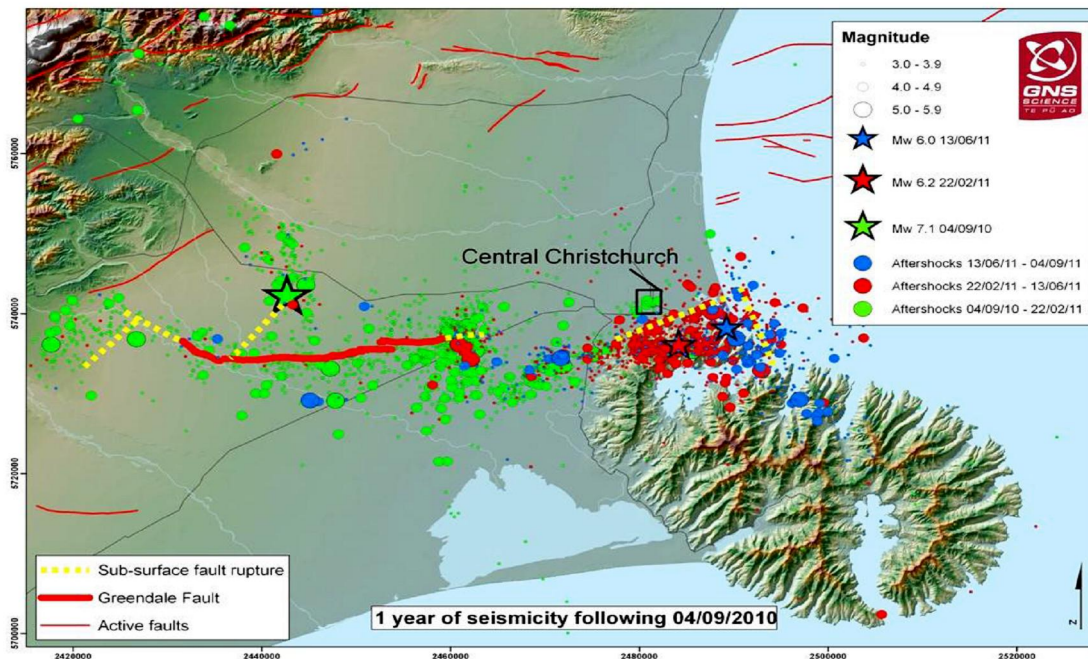 Magnitude
3.0 - 3.9
4.0 - 4.9
5.0 - 5.9
Mw 6.0 13/06/11
Mw 6.2 22/02/11
Mw 7.1 04/09/10
Aftershocks 13/06/11 - 04/09/11
Aftershocks 22/02/11 - 13/06/11
Aftershocks 04/09/10 - 22/02/11
GNS
SCIENCE
TE PŪ AO
Central Christchurch
Sub-surface fault rupture
Greendale Fault
Active faults
1 year of seismicity following 04/09/2010
N
5760000
5740000
5720000
5700000
2420000
2440000
2460000
2480000
2500000
2520000